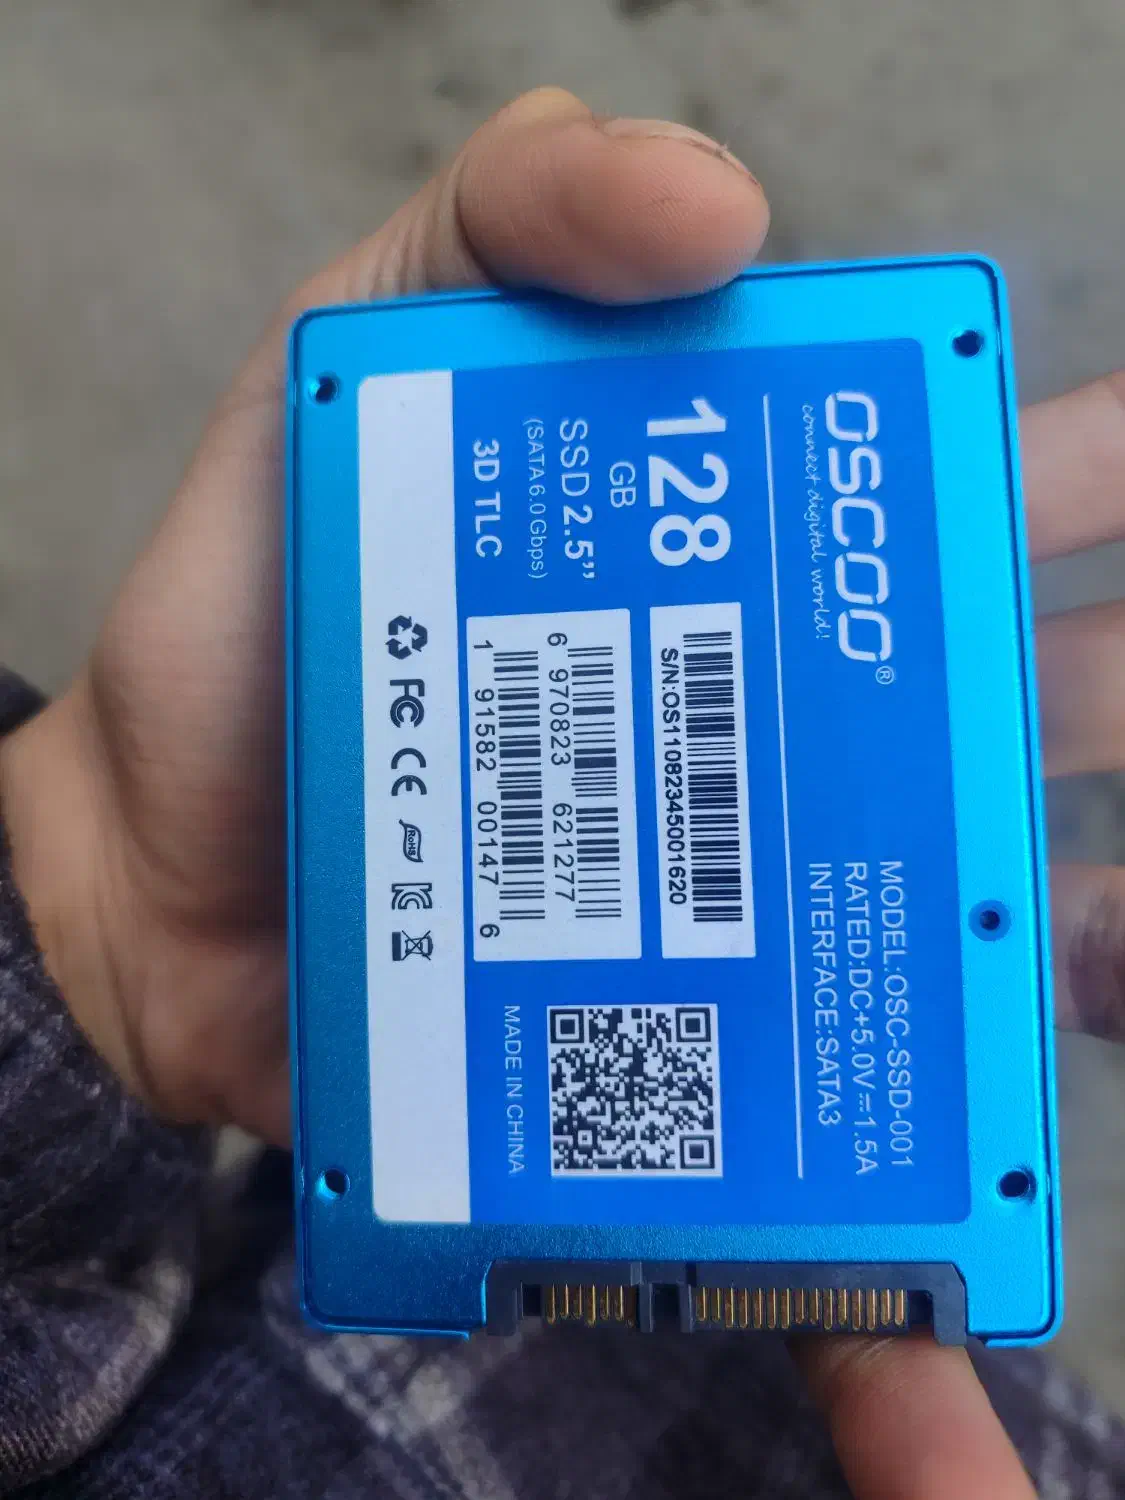 OSCOO®
connect digital world!
MODEL:OSC-SSD-001
RATED:DC+5.0V⎓1.5A
INTERFACE:SATA3
128
GB
SSD 2.5”
(SATA 6.0 Gbps)
3D TLC
S/N:OS11082345001620
6 970823 621277
1 91582 00147 6
MADE IN CHINA
FC CE RoHS